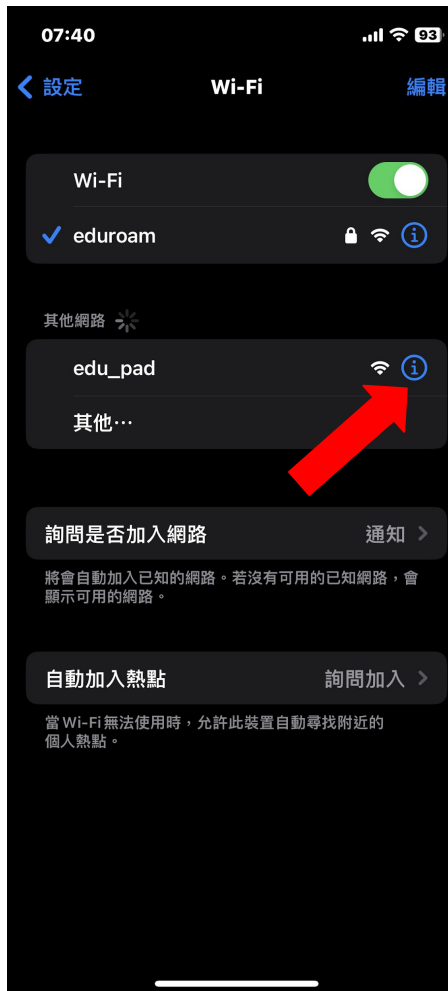 07:40 93
設定 Wi-Fi 編輯
Wi-Fi
eduroam
其他網路
edu_pad
其他…
詢問是否加入網路 通知
將會自動加入已知的網路。若沒有可用的已知網路，會
顯示可用的網路。
自動加入熱點 詢問加入
當 Wi-Fi 無法使用時，允許此裝置自動尋找附近的
個人熱點。